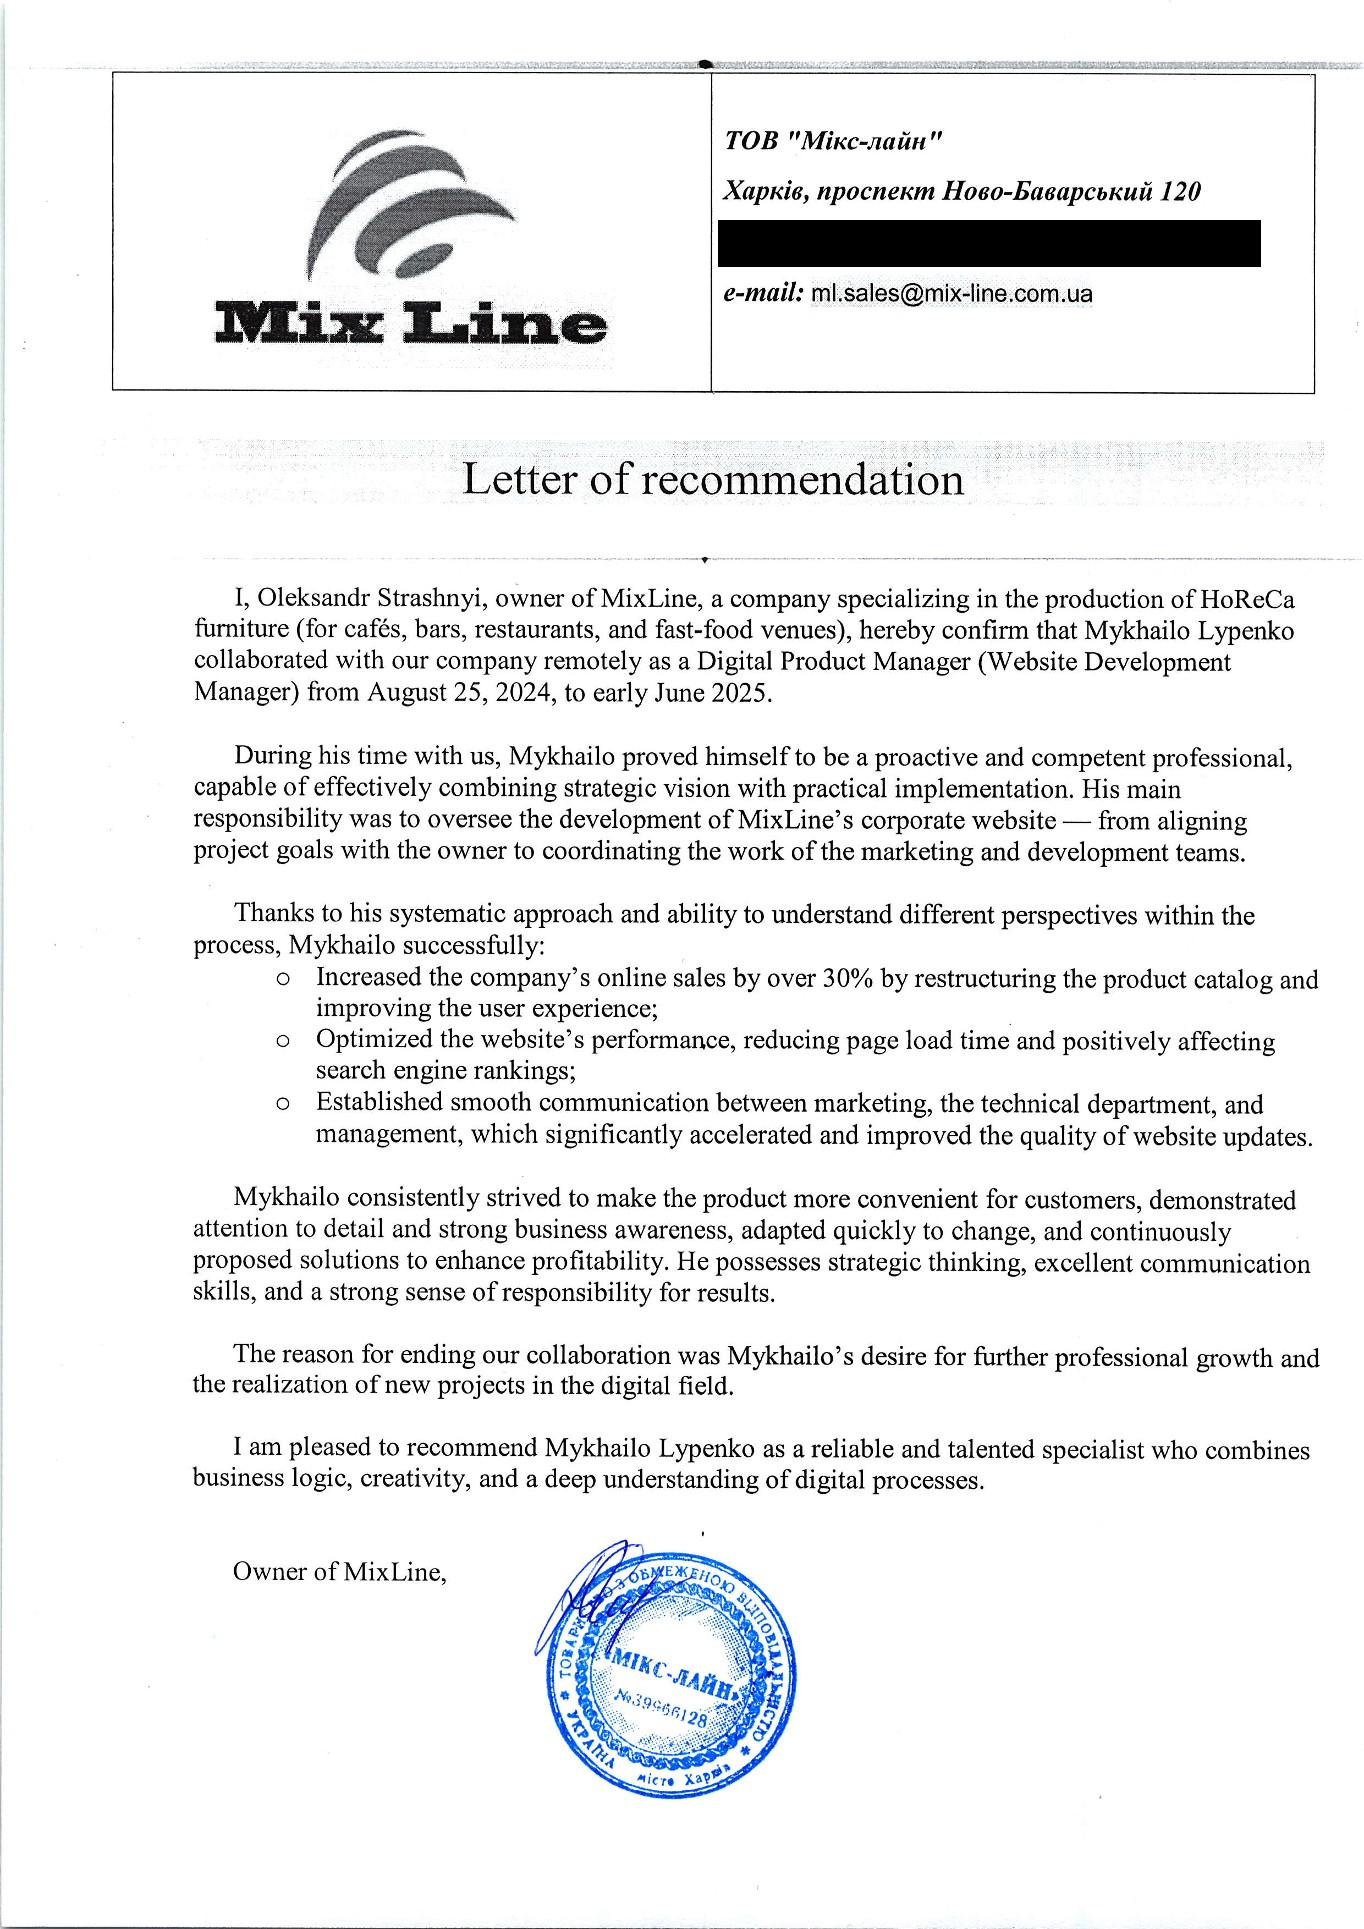 Mix Line
ТОВ "Мікс-лайн"
Харків, проспект Ново-Баварський 120
e-mail: ml.sales@mix-line.com.ua
Letter of recommendation
I, Oleksandr Strashnyi, owner of MixLine, a company specializing in the production of HoReCa
furniture (for cafés, bars, restaurants, and fast-food venues), hereby confirm that Mykhailo Lypenko
collaborated with our company remotely as a Digital Product Manager (Website Development
Manager) from August 25, 2024, to early June 2025.
During his time with us, Mykhailo proved himself to be a proactive and competent professional,
capable of effectively combining strategic vision with practical implementation. His main
responsibility was to oversee the development of MixLine’s corporate website — from aligning
project goals with the owner to coordinating the work of the marketing and development teams.
Thanks to his systematic approach and ability to understand different perspectives within the
process, Mykhailo successfully:
o Increased the company’s online sales by over 30% by restructuring the product catalog and
improving the user experience;
o Optimized the website’s performance, reducing page load time and positively affecting
search engine rankings;
o Established smooth communication between marketing, the technical department, and
management, which significantly accelerated and improved the quality of website updates.
Mykhailo consistently strived to make the product more convenient for customers, demonstrated
attention to detail and strong business awareness, adapted quickly to change, and continuously
proposed solutions to enhance profitability. He possesses strategic thinking, excellent communication
skills, and a strong sense of responsibility for results.
The reason for ending our collaboration was Mykhailo’s desire for further professional growth and
the realization of new projects in the digital field.
I am pleased to recommend Mykhailo Lypenko as a reliable and talented specialist who combines
business logic, creativity, and a deep understanding of digital processes.
Owner of MixLine,
З ОБМЕЖЕНОЮ ВІДПОВІДАЛЬНІСТЮ
«МІКС-ЛАЙН»
№39966128
УКРАЇНА місто Харків